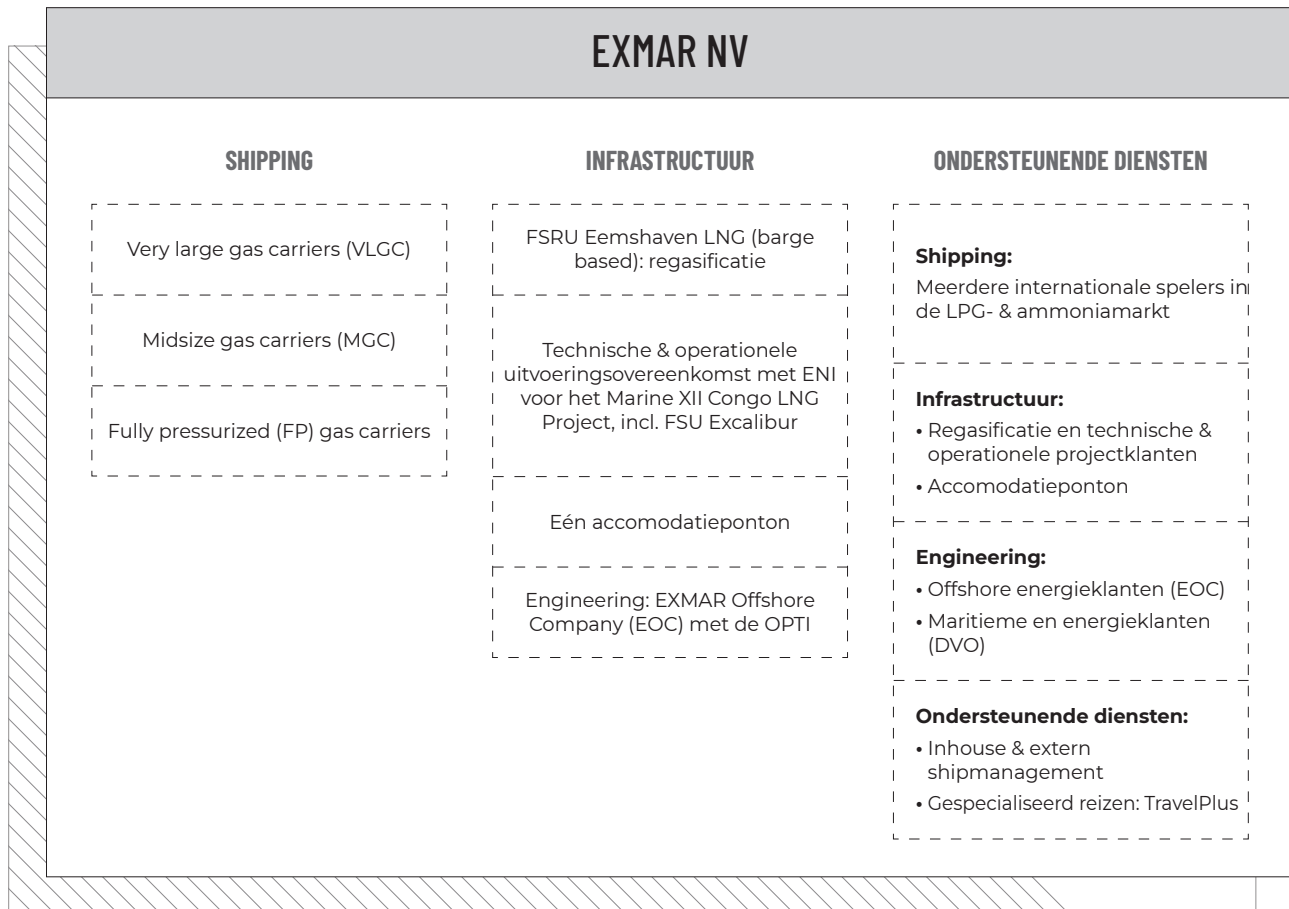 EXMAR NV
SHIPPING
Very large gas carriers (VLGC)
Midsize gas carriers (MGC)
Fully pressurized (FP) gas carriers
INFRASTRUCTUUR
FSRU Eemshaven LNG (barge
based): regasificatie
Technische & operationele
uitvoeringsovereenkomst met ENI
voor het Marine XII Congo LNG
Project, incl. FSU Excalibur
Eén accomodatieponton
Engineering: EXMAR Offshore
Company (EOC) met de OPTI
ONDERSTEUNENDE DIENSTEN
Shipping:
Meerdere internationale spelers in
de LPG- & ammoniamarkt
Infrastructuur:
• Regasificatie en technische &
operationele projectklanten
• Accomodatieponton
Engineering:
• Offshore energieklanten (EOC)
• Maritieme en energieklanten
(DVO)
Ondersteunende diensten:
• Inhouse & extern
shipmanagement
• Gespecialiseerd reizen: TravelPlus